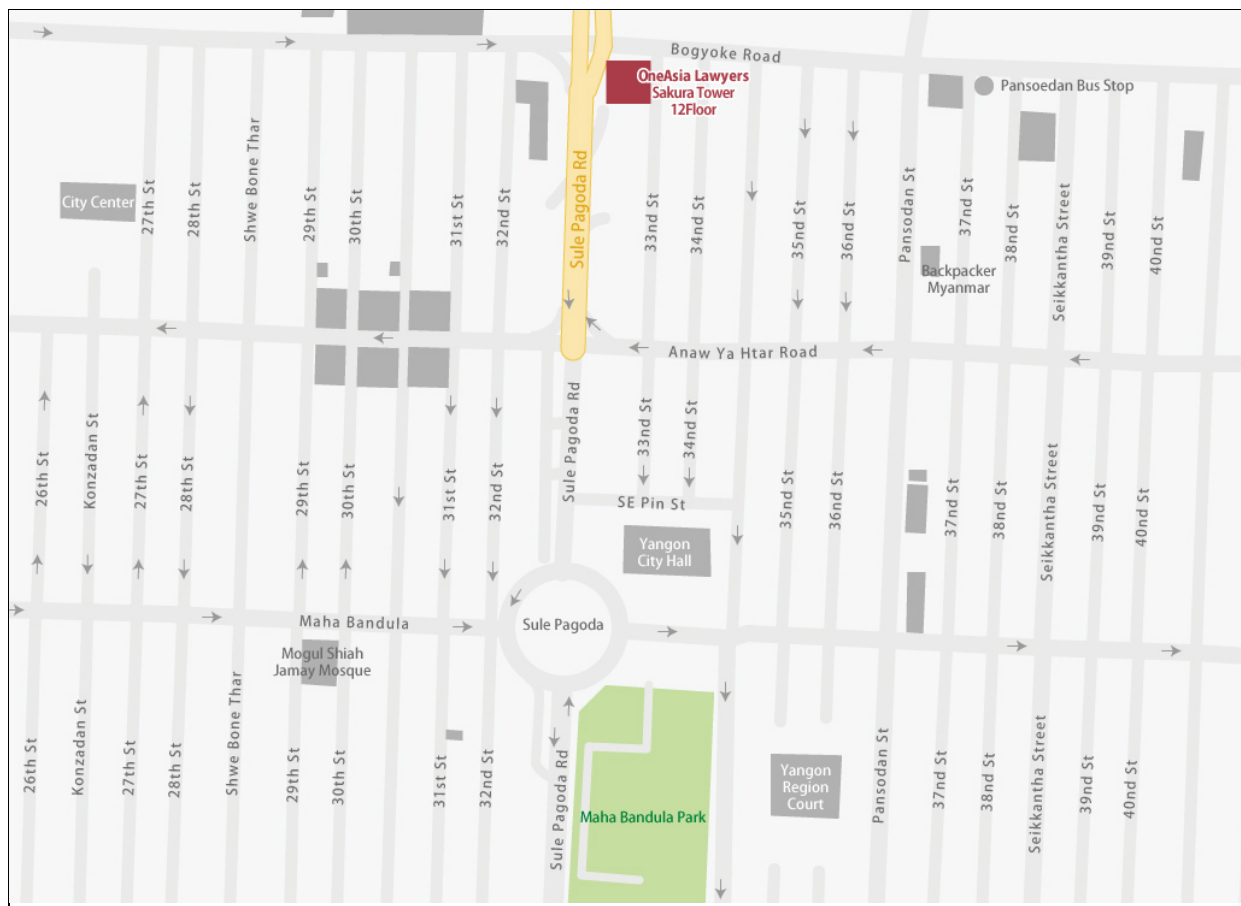 Bogyoke Road
OneAsia Lawyers
Sakura Tower
12Floor
Pansoedan Bus Stop
City Center
27th St
28th St
Shwe Bone Thar
29th St
30th St
31st St
32nd St
Sule Pagoda Rd
33nd St
34nd St
35nd St
36nd St
Pansodan St
37nd St
38nd St
Seikkantha Street
39nd St
40nd St
Backpacker
Myanmar
Anaw Ya Htar Road
26th St
Konzadan St
27th St
28th St
29th St
30th St
31st St
32nd St
Sule Pagoda Rd
33nd St
34nd St
35nd St
36nd St
37nd St
38nd St
Seikkantha Street
39nd St
40nd St
SE Pin St
Yangon
City Hall
Maha Bandula
Sule Pagoda
Mogul Shiah
Jamay Mosque
26th St
Konzadan St
27th St
28th St
Shwe Bone Thar
29th St
30th St
31st St
32nd St
Sule Pagoda Rd
Maha Bandula Park
Yangon
Region
Court
Pansodan St
37nd St
38nd St
Seikkantha Street
39nd St
40nd St